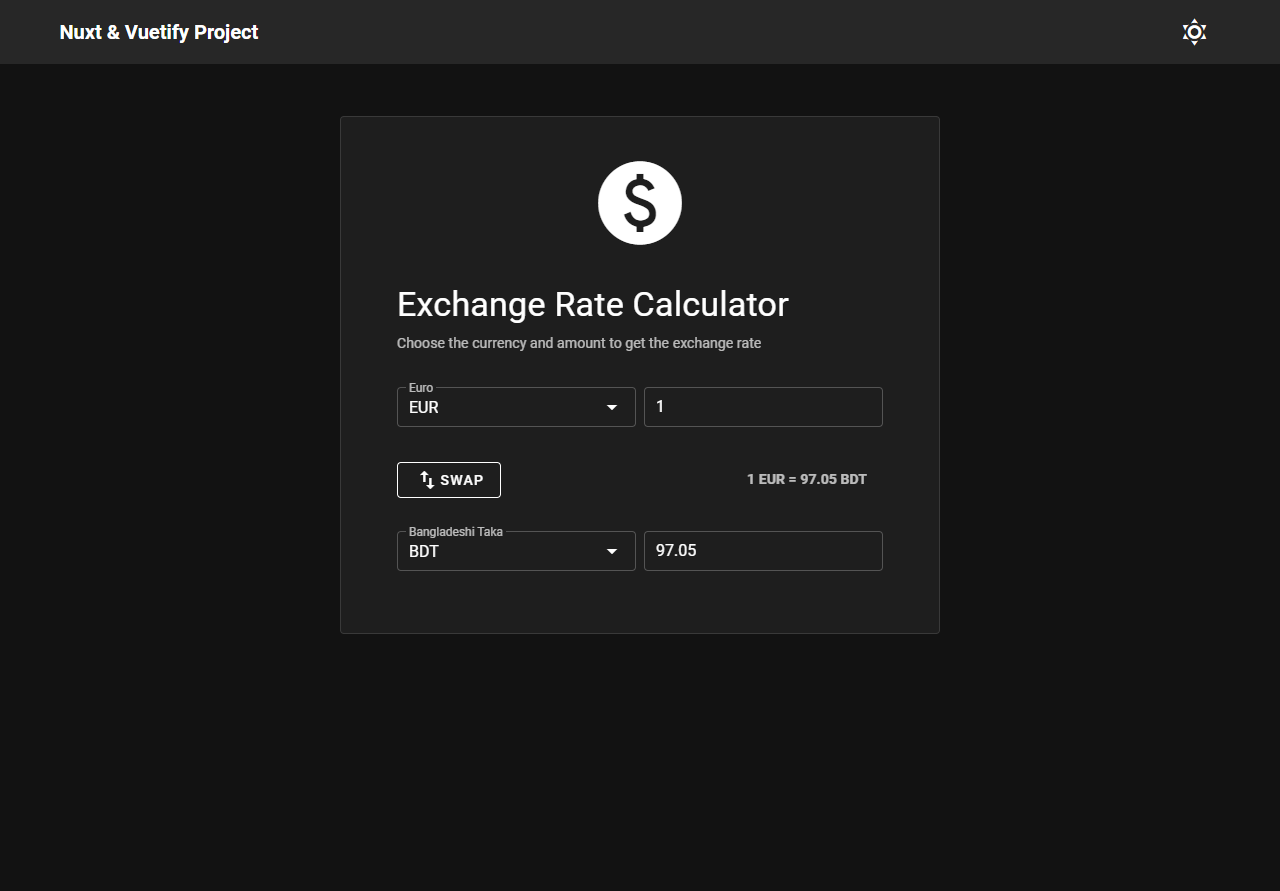 Nuxt & Vuetify Project
$
Exchange Rate Calculator
Choose the currency and amount to get the exchange rate
Euro
EUR
1
SWAP
1 EUR = 97.05 BDT
Bangladeshi Taka
BDT
97.05